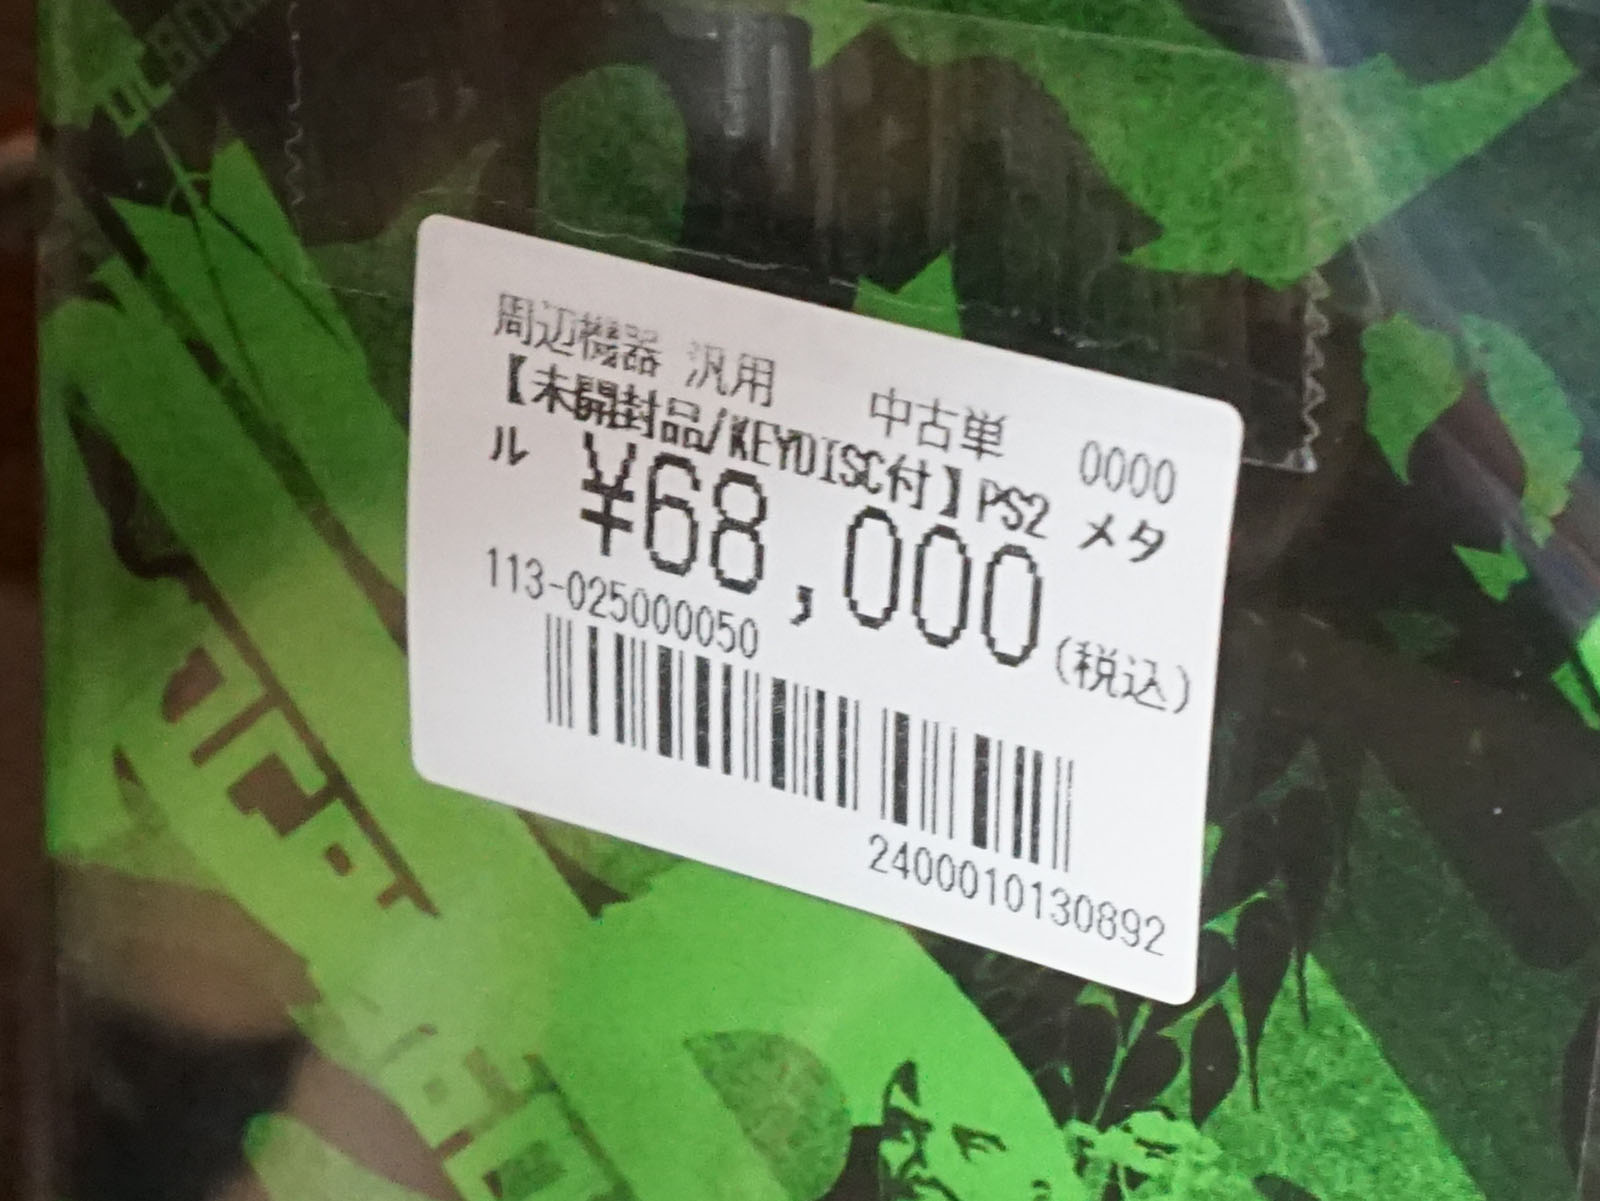 周辺機器 汎用 中古単 0000
【未開封品/KEYDISC付】PS2 メタ
ル ¥68,000(税込)
113-025000050
2400010130892